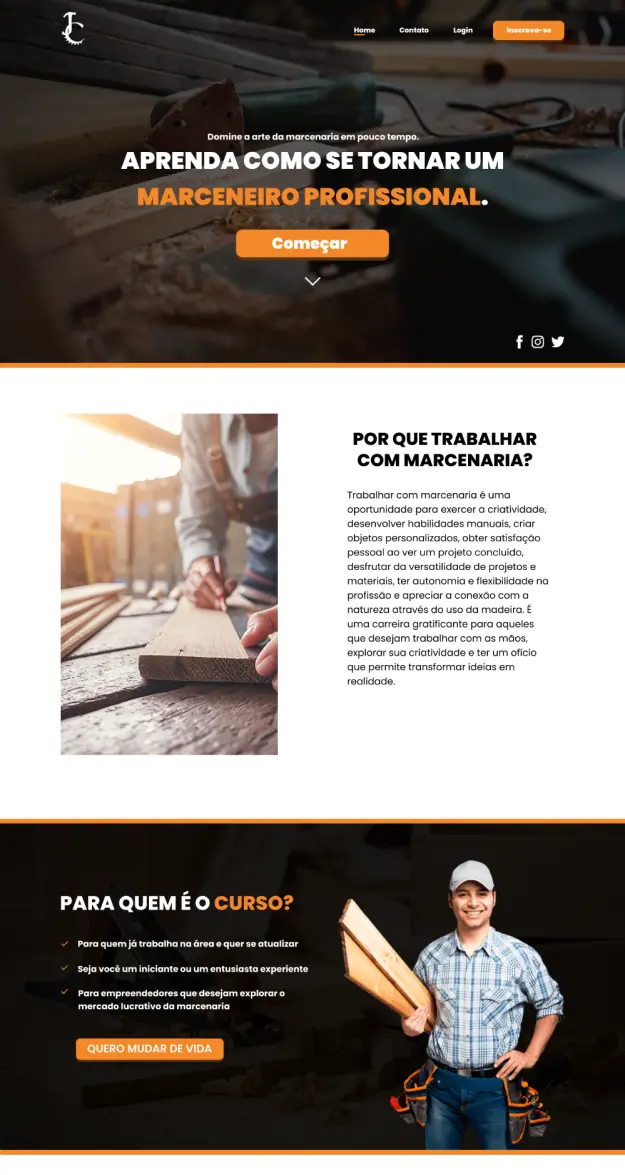 JC
Home Contato Login Inscreva-se
Domine a arte da marcenaria em pouco tempo.
APRENDA COMO SE TORNAR UM
MARCENEIRO PROFISSIONAL.
Começar
POR QUE TRABALHAR
COM MARCENARIA?
Trabalhar com marcenaria é uma
oportunidade para exercer a criatividade,
desenvolver habilidades manuais, criar
objetos personalizados, obter satisfação
pessoal ao ver um projeto concluído,
desfrutar da versatilidade de projetos e
materiais, ter autonomia e flexibilidade na
profissão e apreciar a conexão com a
natureza através do uso da madeira. É
uma carreira gratificante para aqueles
que desejam trabalhar com as mãos,
explorar sua criatividade e ter um ofício
que permite transformar ideias em
realidade.
PARA QUEM É O CURSO?
Para quem já trabalha na área e quer se atualizar
Seja você um iniciante ou um entusiasta experiente
Para empreendedores que desejam explorar o
mercado lucrativo da marcenaria
QUERO MUDAR DE VIDA